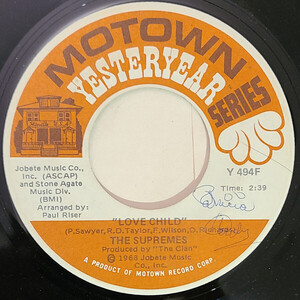 MOTOWN
YESTERYEAR
SERIES
Jobete Music Co.,
Inc. (ASCAP)
and Stone Agate
Music Div.
(BMI)
Arranged by:
Paul Riser
Y 494F
Time: 2:39
"LOVE CHILD"
(P.Sawyer, R.D.Taylor, F.Wilson, D.Richards)
THE SUPREMES
Produced by "The Clan"
℗ 1968 Jobete Music
Co., Inc.
A PRODUCT OF MOTOWN RECORD CORP.